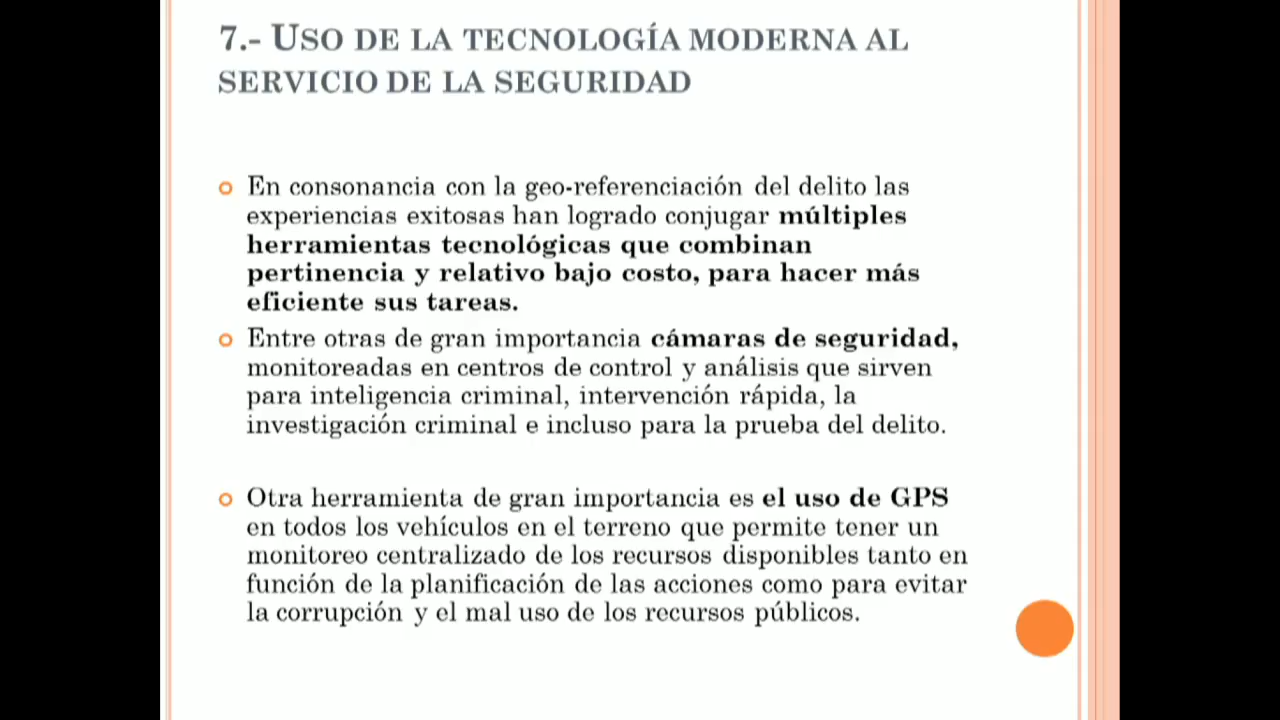 7.- USO DE LA TECNOLOGÍA MODERNA AL
SERVICIO DE LA SEGURIDAD
En consonancia con la geo-referenciación del delito las
experiencias exitosas han logrado conjugar múltiples
herramientas tecnológicas que combinan
pertinencia y relativo bajo costo, para hacer más
eficiente sus tareas.
Entre otras de gran importancia cámaras de seguridad,
monitoreadas en centros de control y análisis que sirven
para inteligencia criminal, intervención rápida, la
investigación criminal e incluso para la prueba del delito.
Otra herramienta de gran importancia es el uso de GPS
en todos los vehículos en el terreno que permite tener un
monitoreo centralizado de los recursos disponibles tanto en
función de la planificación de las acciones como para evitar
la corrupción y el mal uso de los recursos públicos.